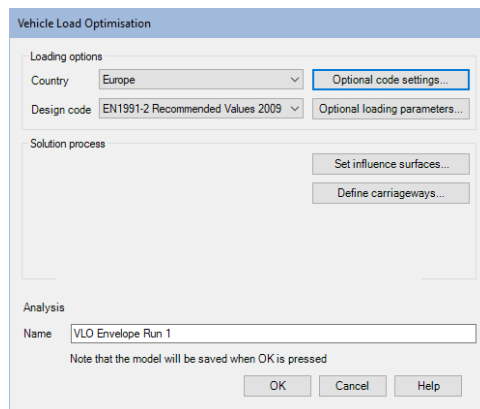 Vehicle Load Optimisation
Loading options
Country Europe Optional code settings...
Design code EN1991-2 Recommended Values 2009 Optional loading parameters...
Solution process
Set influence surfaces...
Define carriageways...
Analysis
Name VLO Envelope Run 1
Note that the model will be saved when OK is pressed
OK Cancel Help